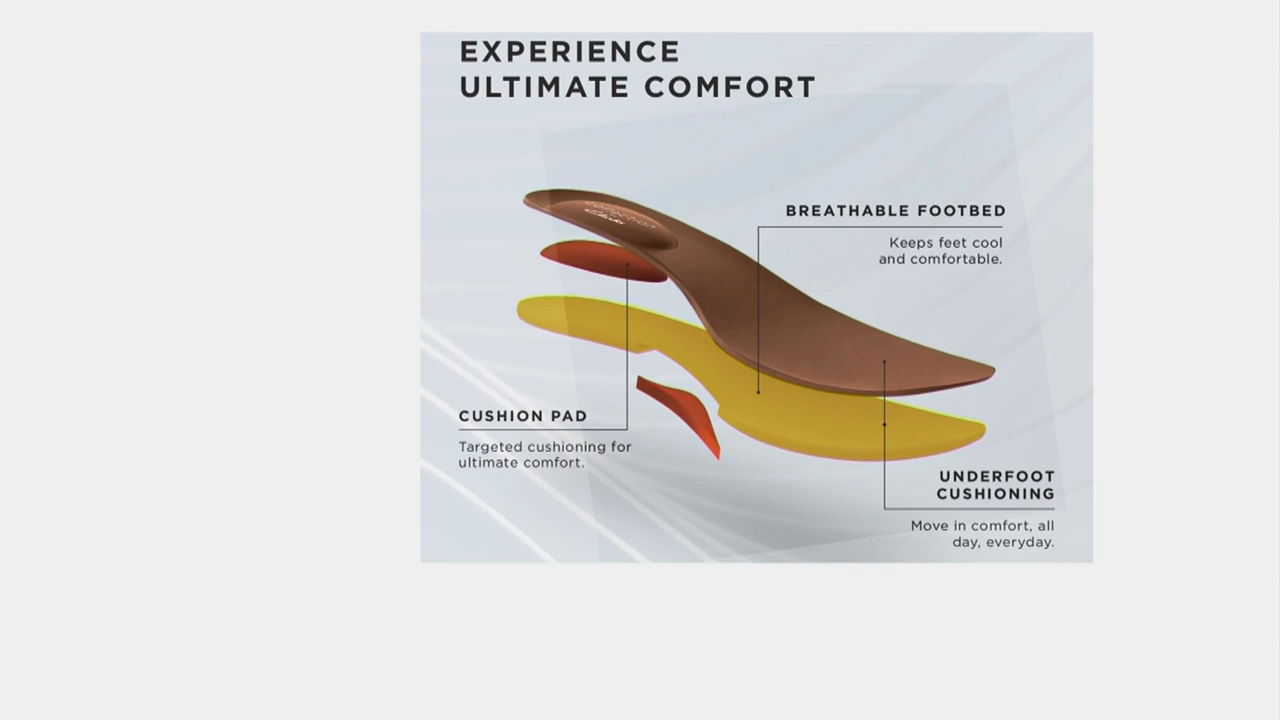 EXPERIENCE
ULTIMATE COMFORT
collection
BREATHABLE FOOTBED
Keeps feet cool
and comfortable.
CUSHION PAD
Targeted cushioning for
ultimate comfort.
UNDERFOOT
CUSHIONING
Move in comfort, all
day, everyday.